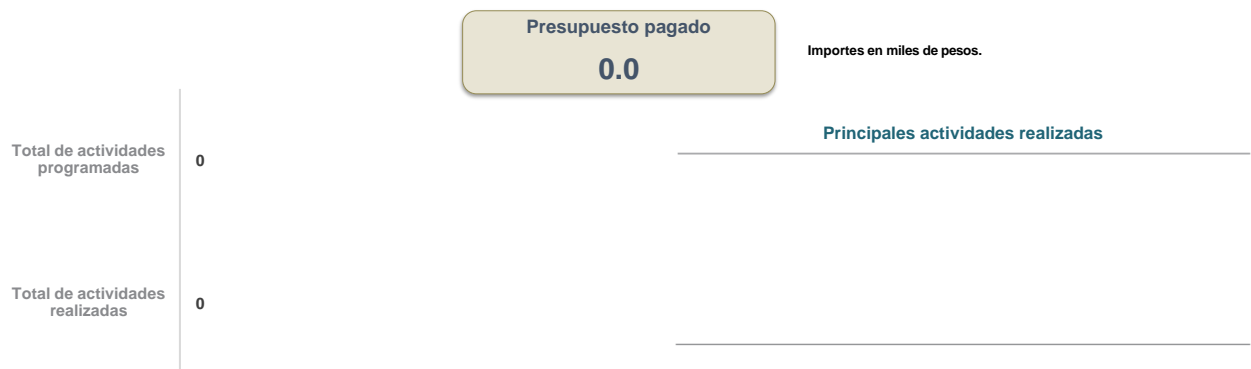 Presupuesto pagado
0.0
Importes en miles de pesos.
Principales actividades realizadas
Total de actividades
programadas
0
Total de actividades
realizadas
0